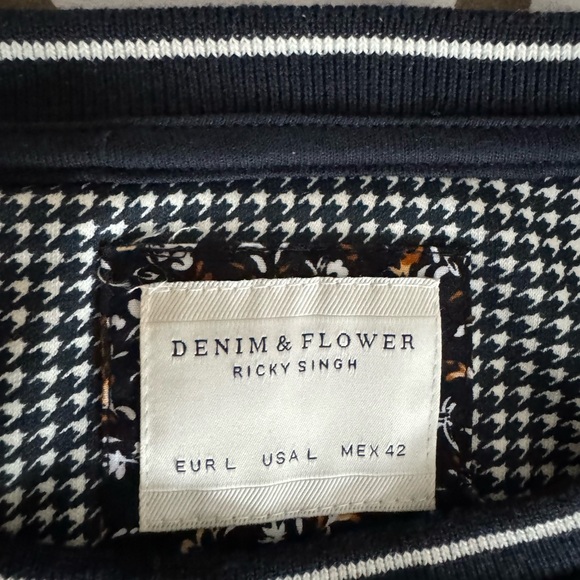 DENIM & FLOWER
RICKY SINGH
EUR L USA L MEX 42